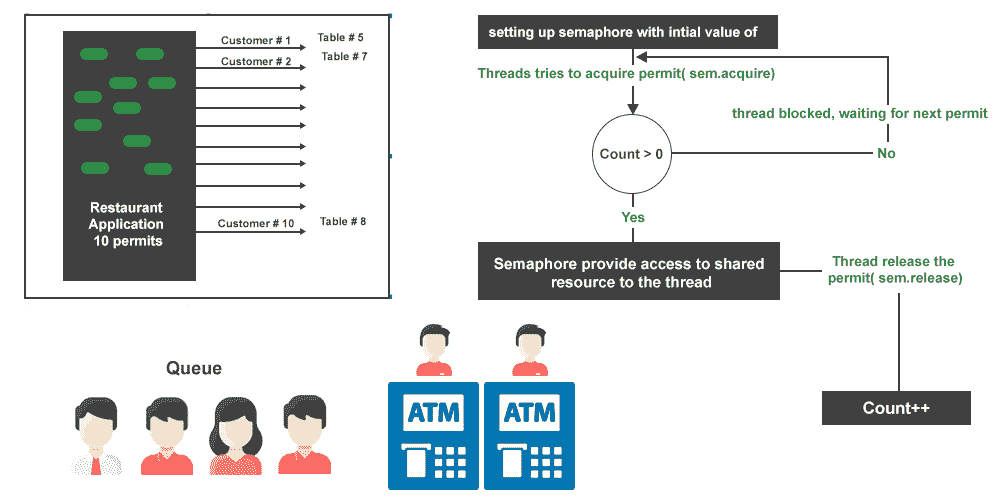 Customer # 1
Table # 5
Customer # 2
Table # 7
Restaurant
Application
10 permits
Customer # 10
Table # 8
setting up semaphore with intial value of
Threads tries to acquire permit( sem.acquire)
thread blocked, waiting for next permit
Count > 0
No
Yes
Semaphore provide access to shared
resource to the thread
Thread release the
permit( sem.release)
Count++
Queue
ATM
ATM